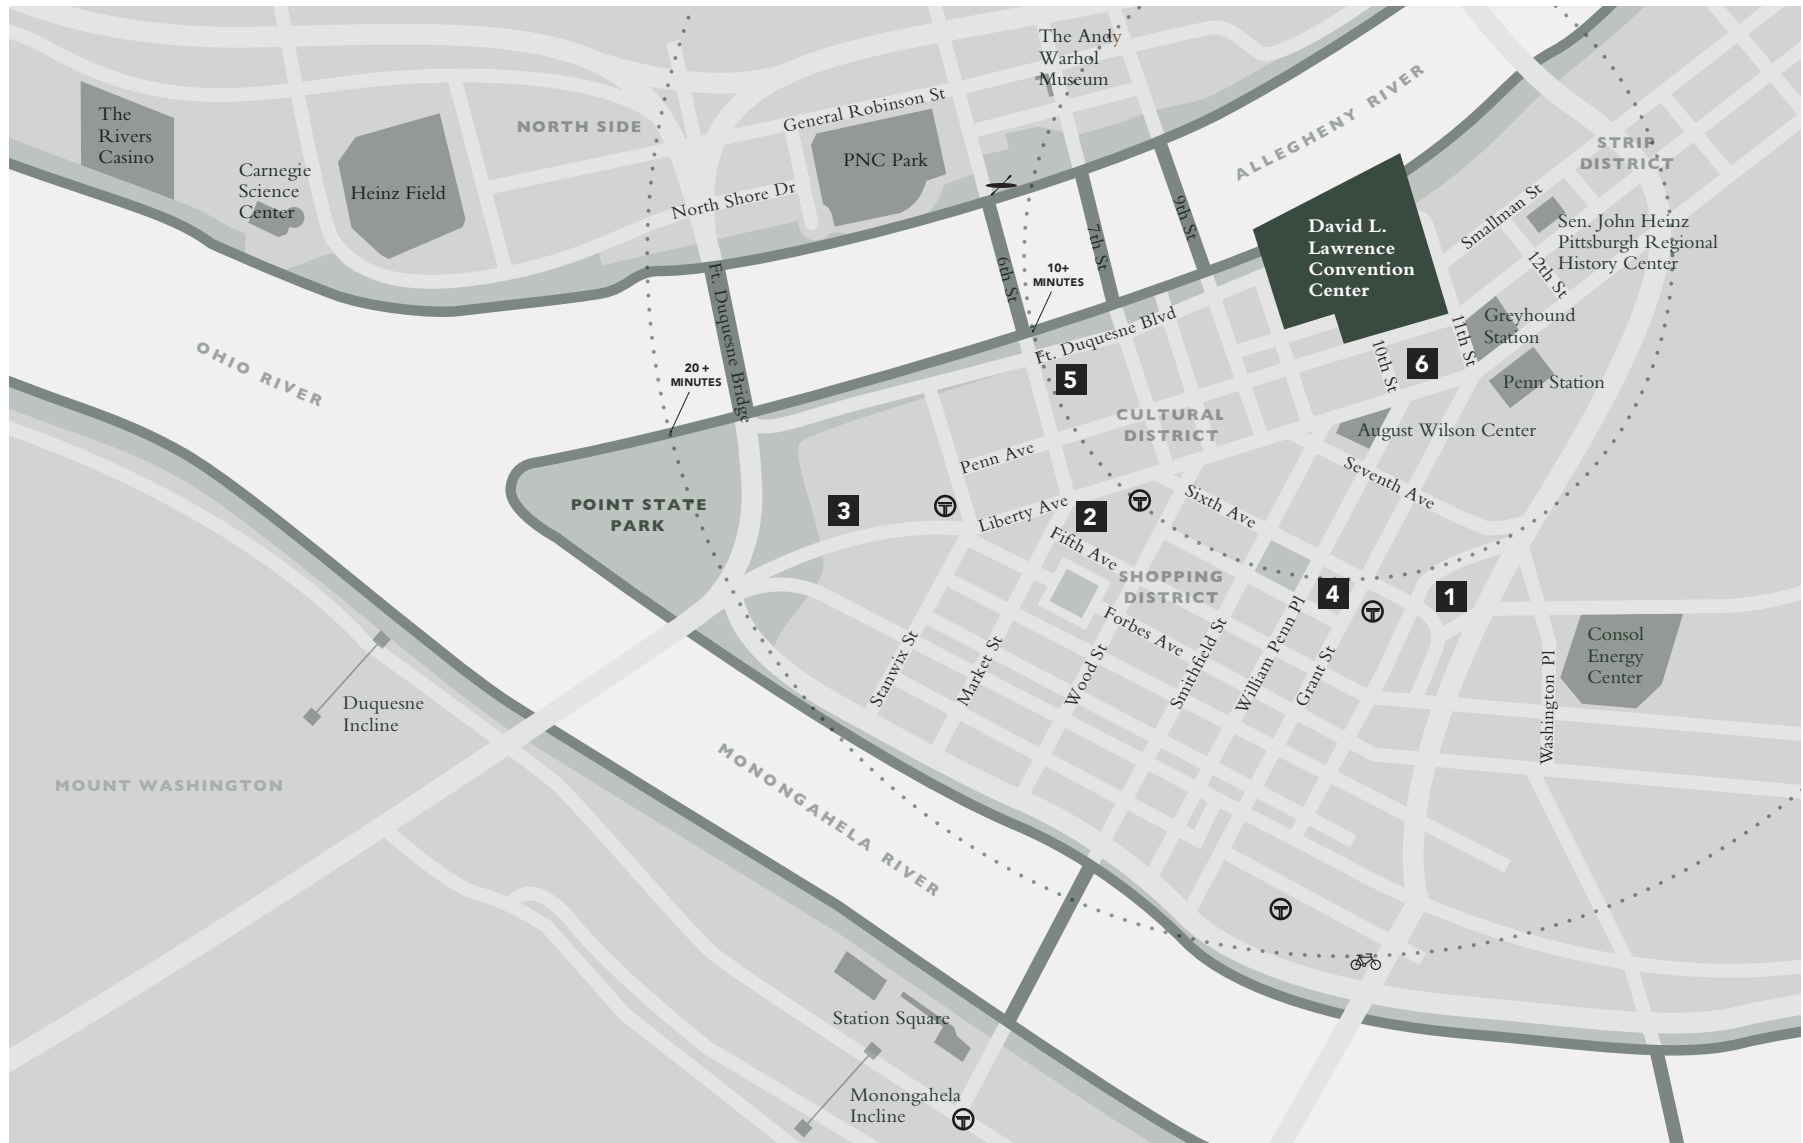 The Andy
Warhol
Museum
ALLEGHENY RIVER
General Robinson St
The
Rivers
Casino
NORTH SIDE
STRIP
DISTRICT
PNC Park
Carnegie
Science
Center
Heinz Field
North Shore Dr
9th St
7th St
6th St
10+
MINUTES
David L.
Lawrence
Convention
Center
Smallman St
Sen. John Heinz
Pittsburgh Regional
History Center
12th St
Ft. Duquesne Bridge
Ft. Duquesne Blvd
Greyhound
Station
11th St
10th St
6
OHIO RIVER
20 +
MINUTES
5
Penn Station
CULTURAL
DISTRICT
August Wilson Center
Penn Ave
Seventh Ave
POINT STATE
PARK
3
T
Liberty Ave
2
T
Sixth Ave
Fifth Ave
SHOPPING
DISTRICT
4
T
1
Forbes Ave
Stanwix St
Market St
Wood St
Smithfield St
William Penn Pl
Grant St
Washington Pl
Consol
Energy
Center
Duquesne
Incline
MOUNT WASHINGTON
MONONGAHELA RIVER
T
Station Square
Monongahela
Incline
T